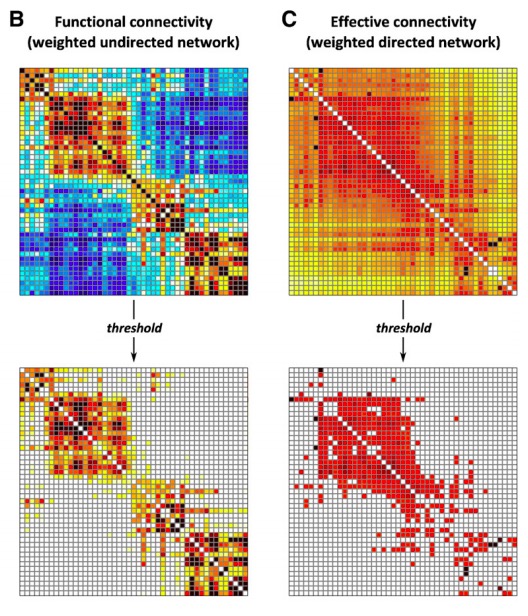 B Functional connectivity
(weighted undirected network)
C Effective connectivity
(weighted directed network)
threshold
threshold